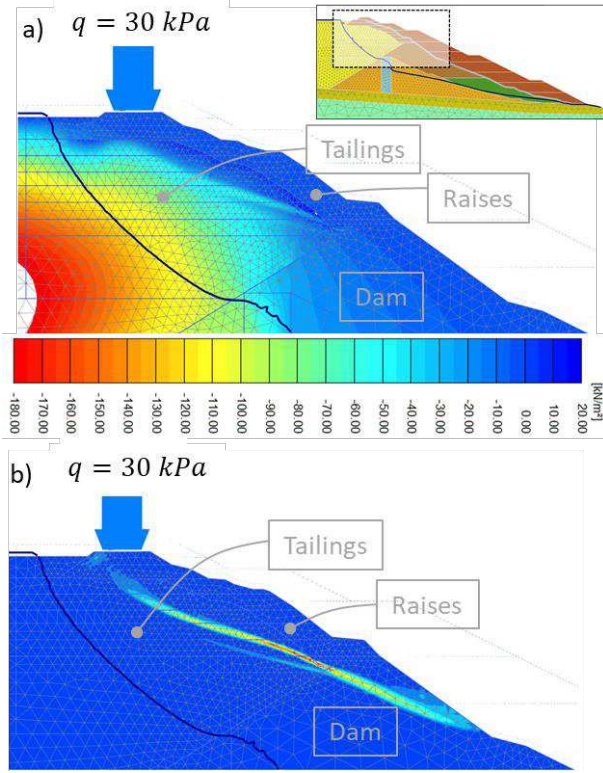 a)
q = 30 kPa
Tailings
Raises
Dam
[kN/m²]
-180.00
-170.00
-160.00
-150.00
-140.00
-130.00
-120.00
-110.00
-100.00
-90.00
-80.00
-70.00
-60.00
-50.00
-40.00
-30.00
-20.00
-10.00
0.00
10.00
20.00
b)
q = 30 kPa
Tailings
Raises
Dam